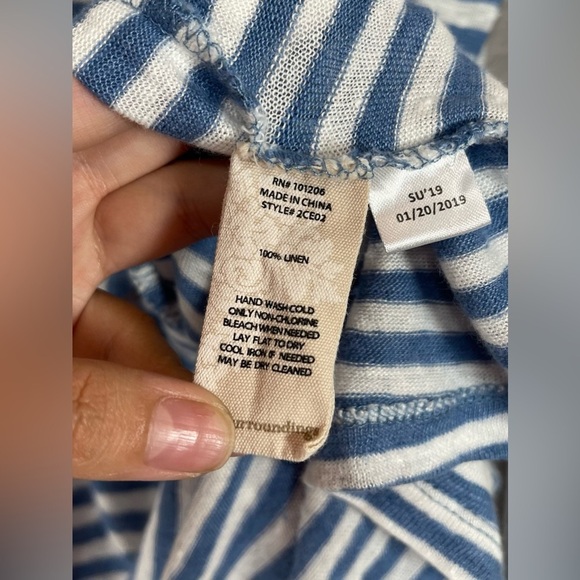 RN# 101206
MADE IN CHINA
STYLE# 2CE02
100% LINEN
HAND WASH COLD
ONLY NON-CHLORINE
BLEACH WHEN NEEDED
LAY FLAT TO DRY
COOL IRON IF NEEDED
MAY BE DRY CLEANED
SU'19
01/20/2019